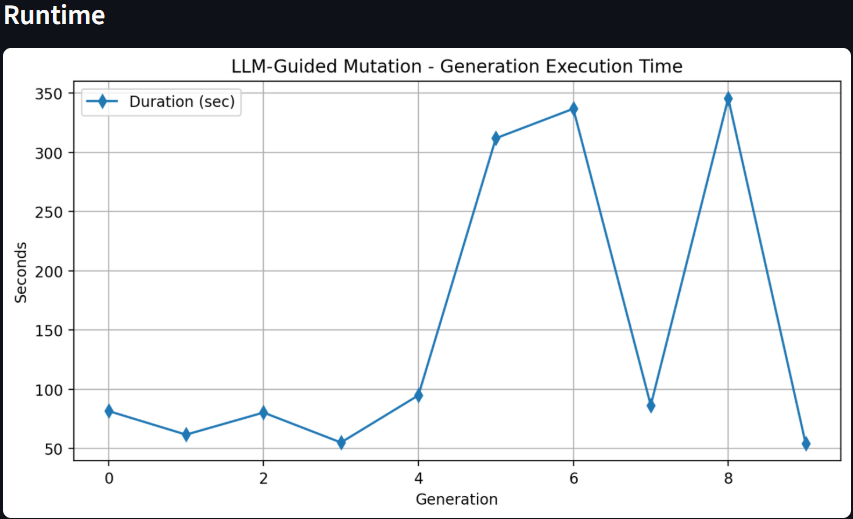 Runtime
LLM-Guided Mutation - Generation Execution Time
Duration (sec)
350
300
250
200
150
100
50
Seconds
0 2 4 6 8
Generation